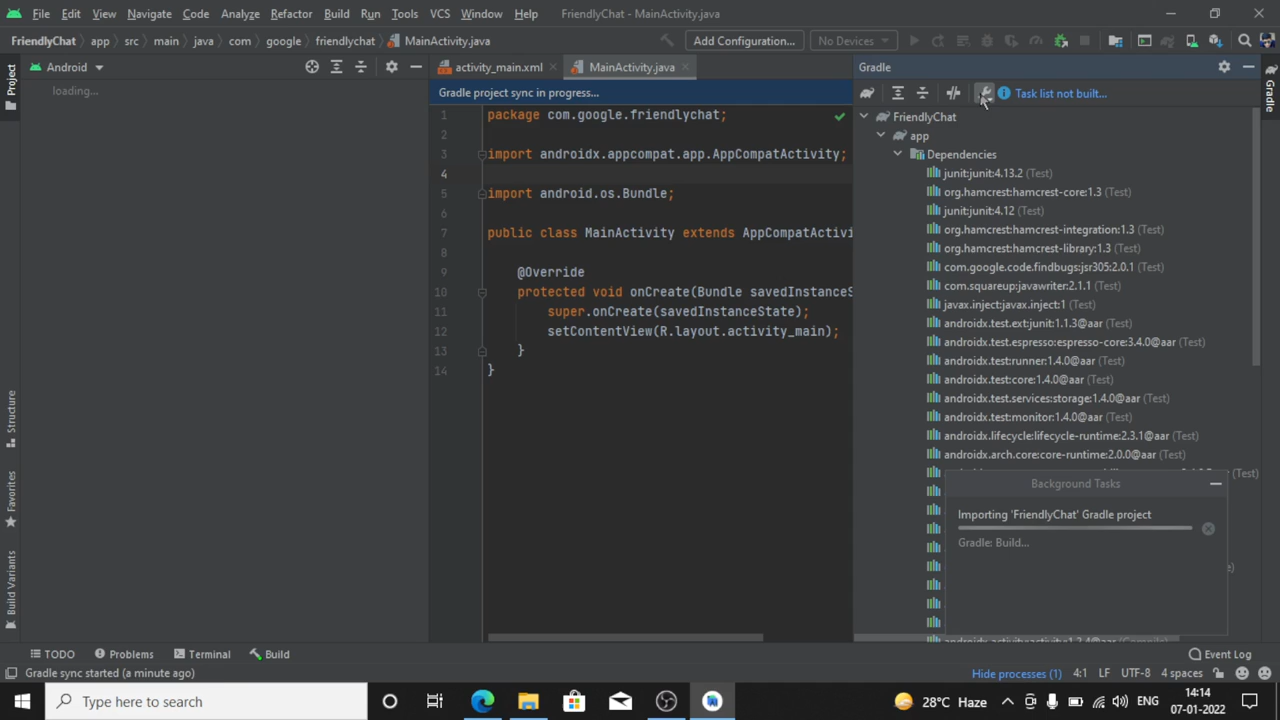 File Edit View Navigate Code Analyze Refactor Build Run Tools VCS Window Help FriendlyChat - MainActivity.java
FriendlyChat app src main java com google friendlychat MainActivity.java Add Configuration... No Devices
Project
Android
loading...
activity_main.xml MainActivity.java
Gradle project sync in progress...
1 package com.google.friendlychat;
2
3 import androidx.appcompat.app.AppCompatActivity;
4
5 import android.os.Bundle;
6
7 public class MainActivity extends AppCompatActivi
8
9 @Override
10 protected void onCreate(Bundle savedInstanceS
11 super.onCreate(savedInstanceState);
12 setContentView(R.layout.activity_main);
13 }
14 }
Gradle
Gradle
Task list not built...
FriendlyChat
app
Dependencies
junit:junit:4.13.2 (Test)
org.hamcrest:hamcrest-core:1.3 (Test)
junit:junit:4.12 (Test)
org.hamcrest:hamcrest-integration:1.3 (Test)
org.hamcrest:hamcrest-library:1.3 (Test)
com.google.code.findbugs:jsr305:2.0.1 (Test)
com.squareup:javawriter:2.1.1 (Test)
javax.inject:javax.inject:1 (Test)
androidx.test.ext:junit:1.1.3@aar (Test)
androidx.test.espresso:espresso-core:3.4.0@aar (Test)
androidx.test:runner:1.4.0@aar (Test)
androidx.test:core:1.4.0@aar (Test)
androidx.test.services:storage:1.4.0@aar (Test)
androidx.test:monitor:1.4.0@aar (Test)
androidx.lifecycle:lifecycle-runtime:2.3.1@aar (Test)
androidx.arch.core:core-runtime:2.0.0@aar (Test)
(Test)
Background Tasks
Importing 'FriendlyChat' Gradle project
Gradle: Build...
androidx.activity:activity:1.2.4@aar (Compile)
Structure
Favorites
Build Variants
TODO Problems Terminal Build Event Log
Gradle sync started (a minute ago) Hide processes (1) 4:1 LF UTF-8 4 spaces
Type here to search 28°C Haze ENG 14:14
07-01-2022